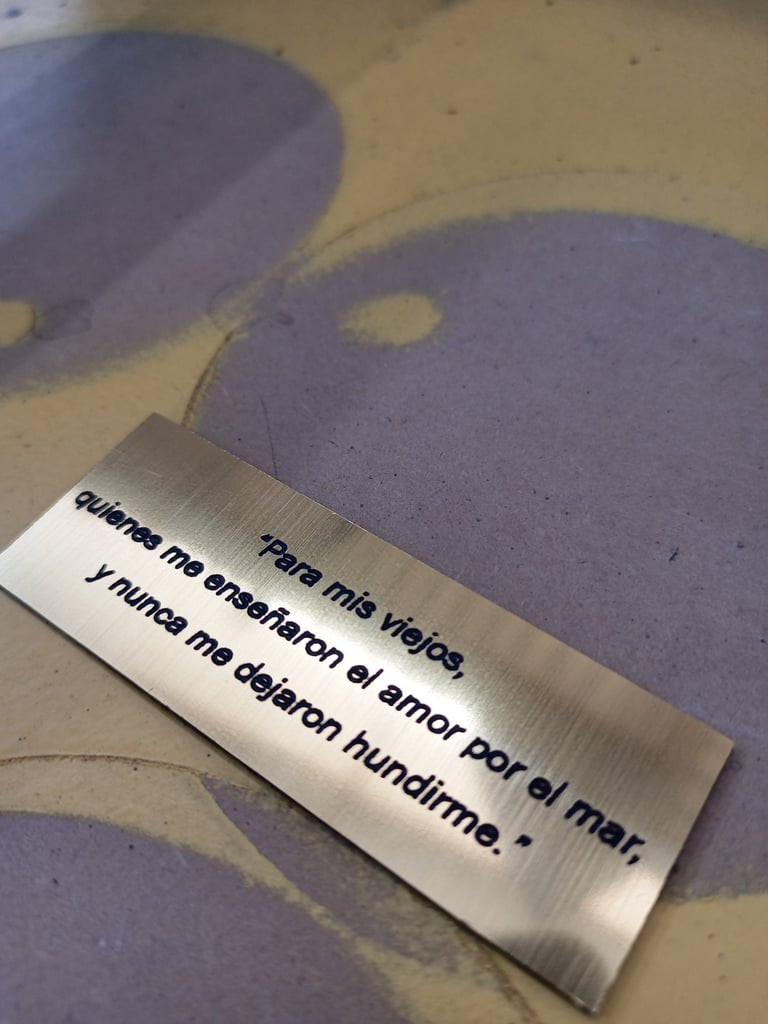 “Para mis viejos,
quienes me enseñaron el amor por el mar,
y nunca me dejaron hundirme.”